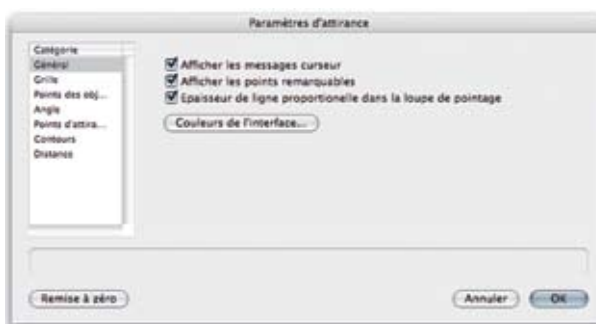 Paramètres d'attirance
Catégorie
Général
Grille
Points des obj...
Angle
Points d'attira...
Contours
Distance
Afficher les messages curseur
Afficher les points remarquables
Epaisseur de ligne proportionelle dans la loupe de pointage
Couleurs de l'interface...
Remise à zéro
Annuler
OK